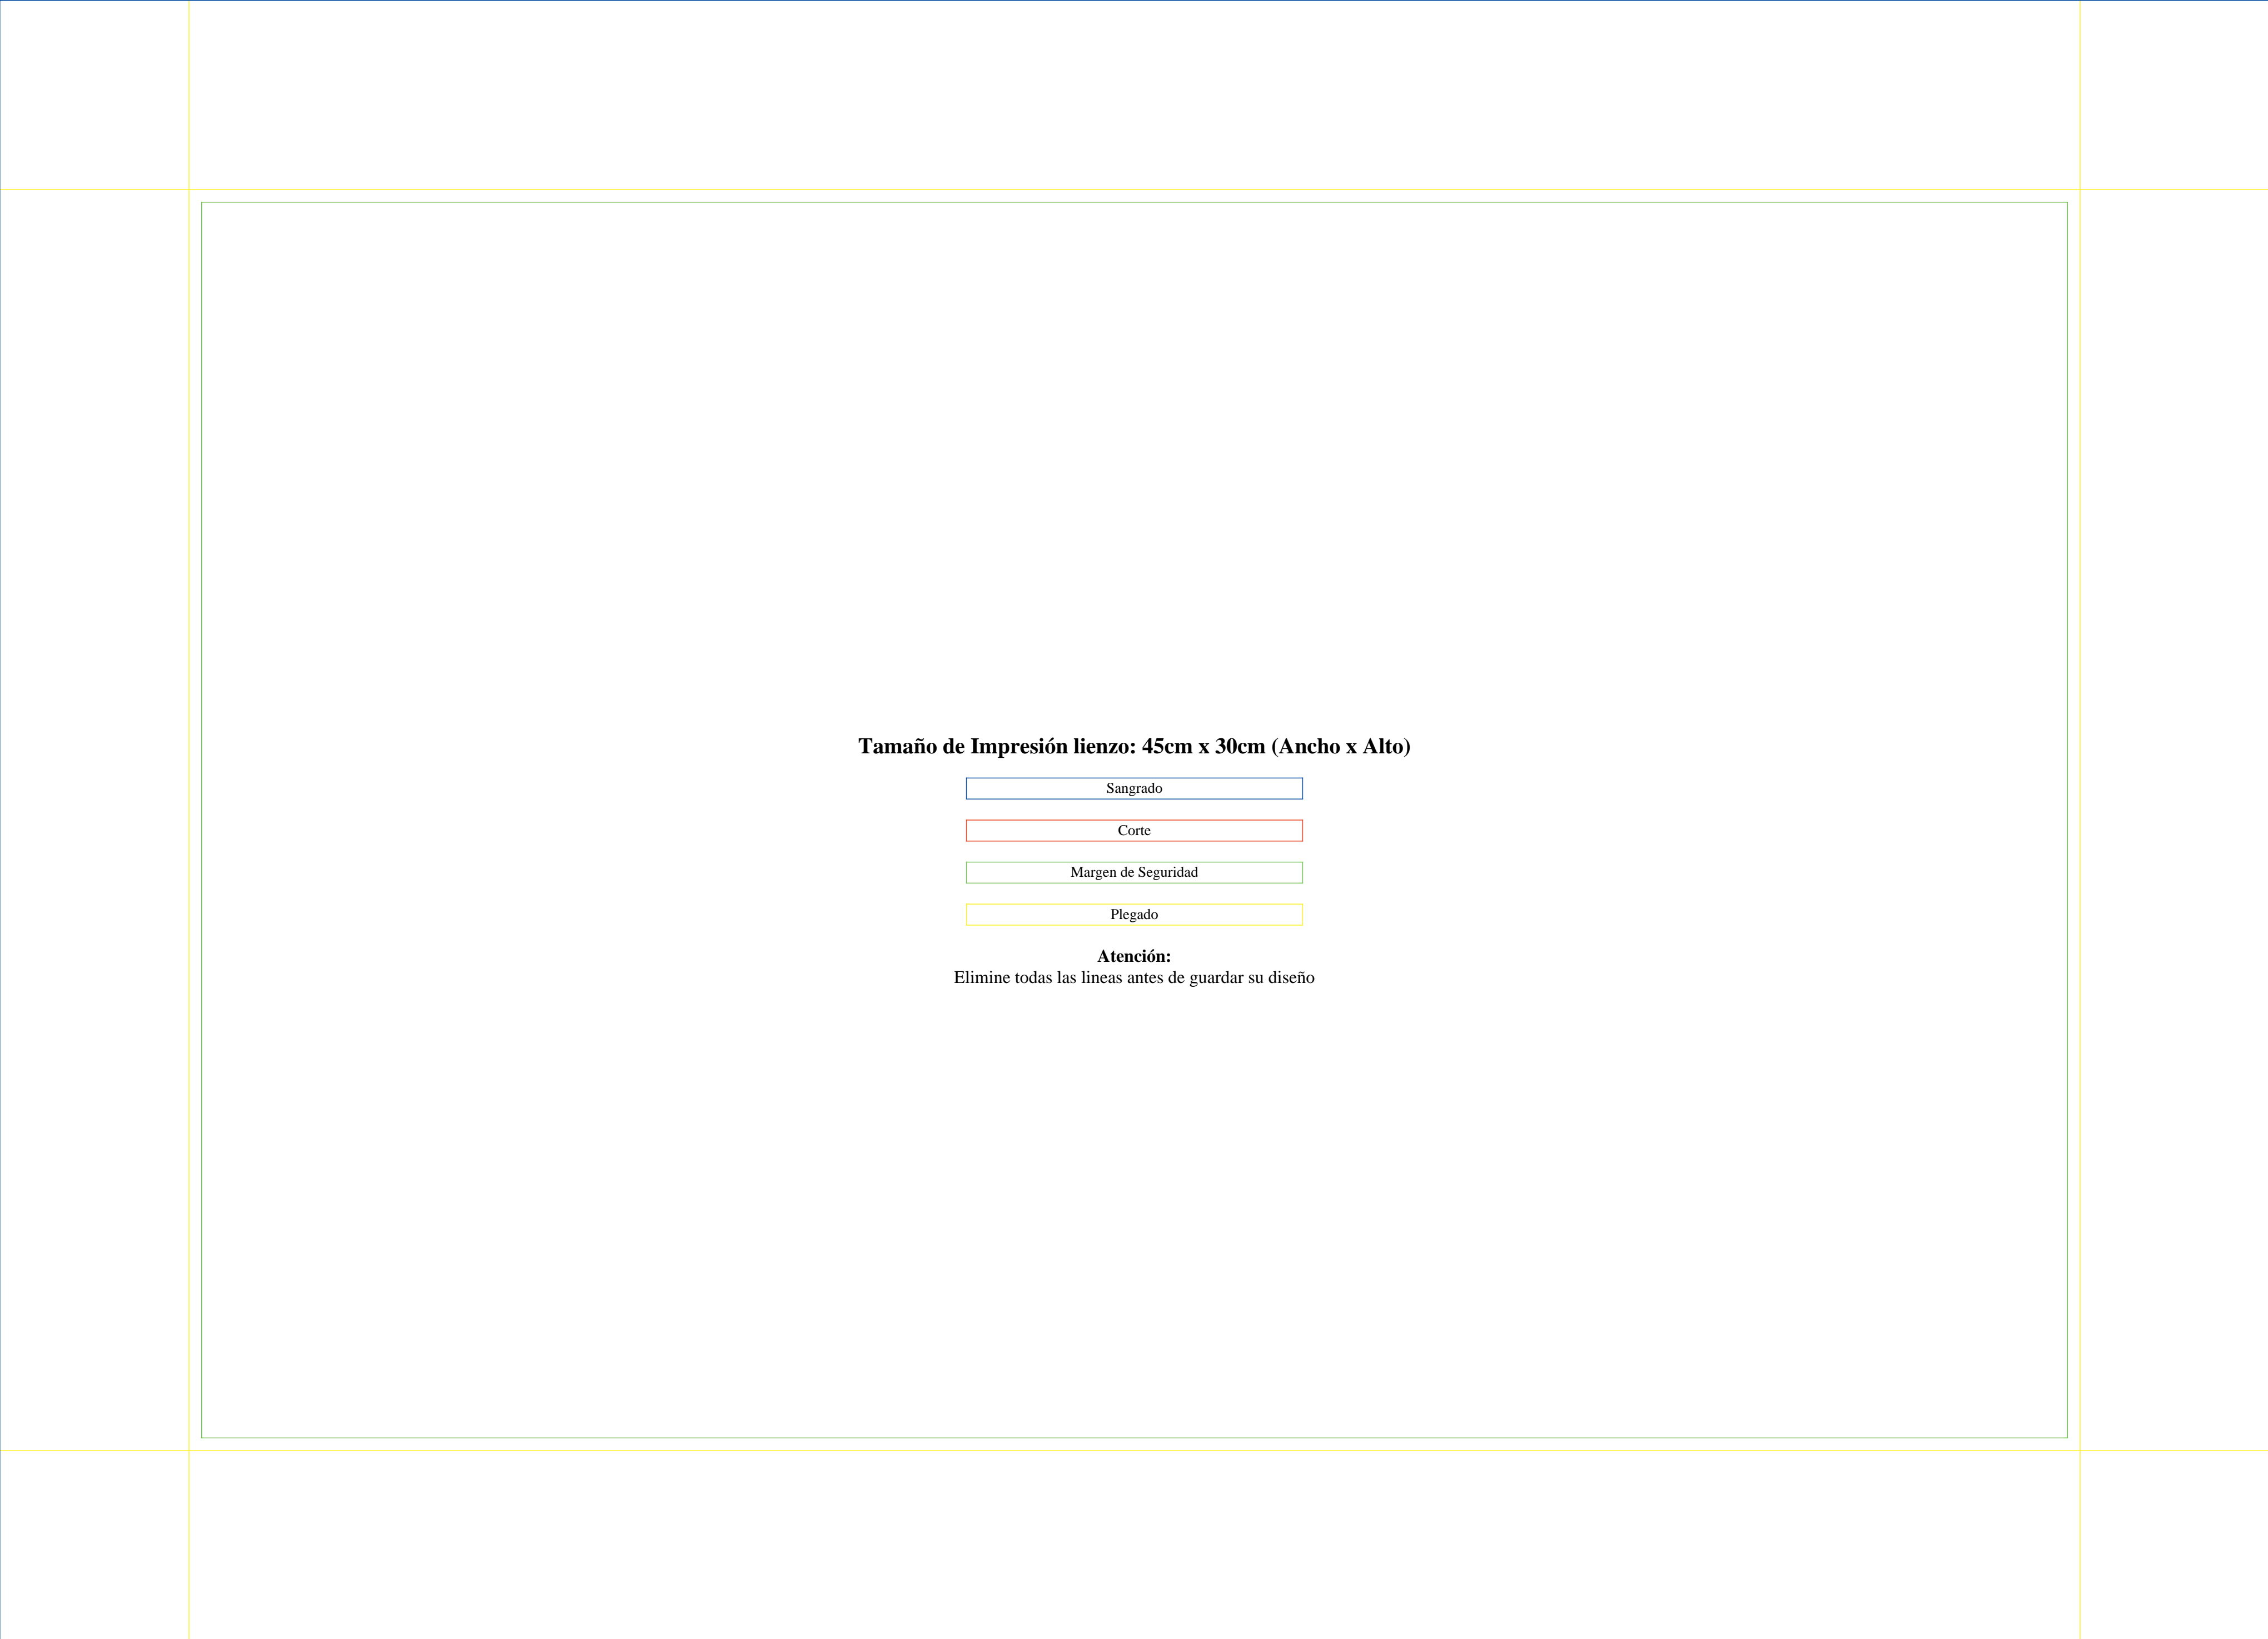 Tamaño de Impresión lienzo: 45cm x 30cm (Ancho x Alto)
Sangrado
Corte
Margen de Seguridad
Plegado
Atención:
Elimine todas las lineas antes de guardar su diseño